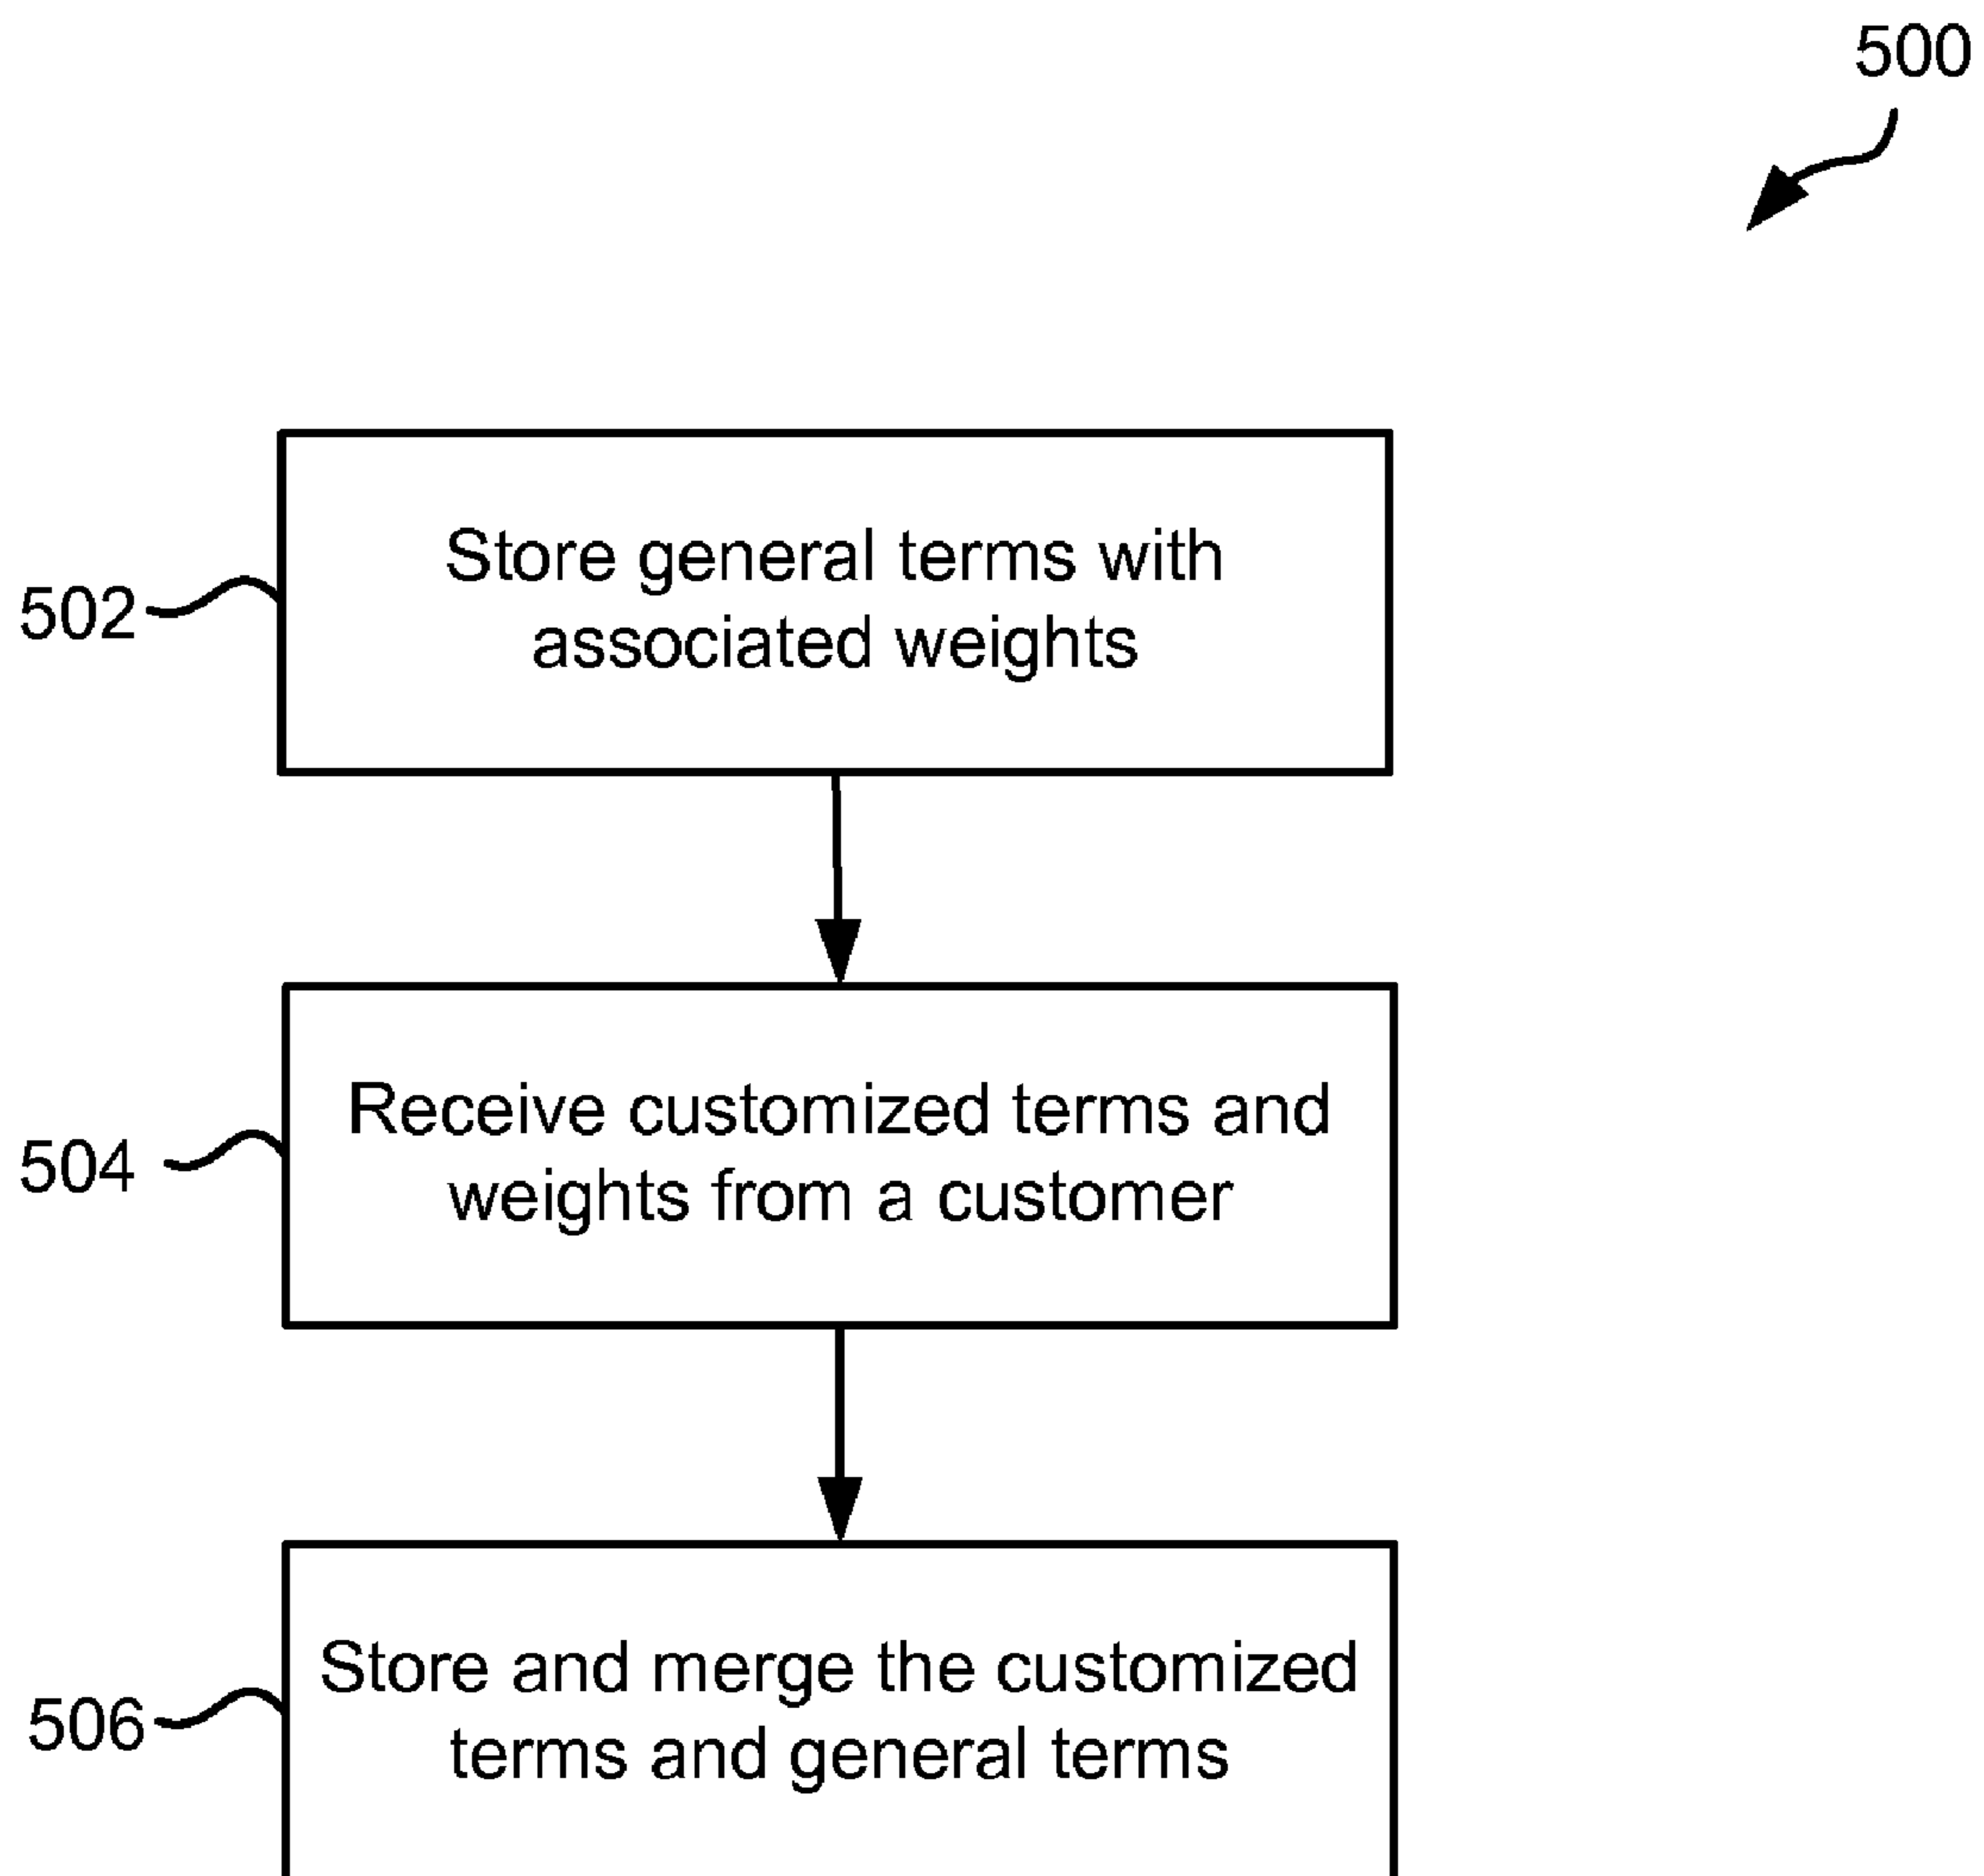 500
502
Store general terms with
associated weights
504
Receive customized terms and
weights from a customer
506
Store and merge the customized
terms and general terms